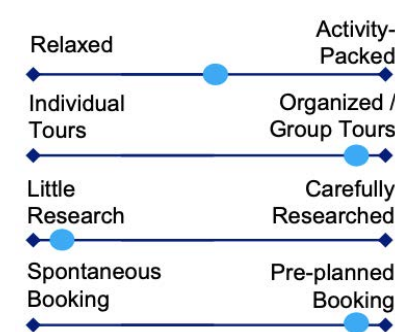 Relaxed
Activity-
Packed
Individual
Tours
Organized /
Group Tours
Little
Research
Carefully
Researched
Spontaneous
Booking
Pre-planned
Booking